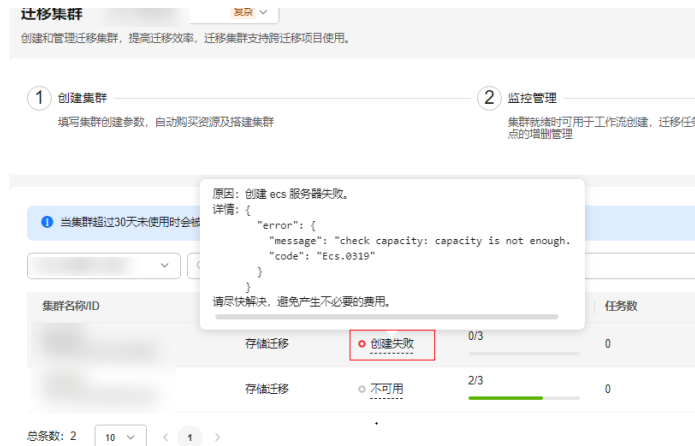 迁移集群
复杂
创建和管理迁移集群，提高迁移效率，迁移集群支持跨迁移项目使用。
1 创建集群
填写集群创建参数，自动购买资源及搭建集群
2 监控管理
集群就绪时可用于工作流创建，迁移任务
点的增删管理
原因：创建 ecs 服务器失败。
详情：{
"error": {
"message": "check capacity: capacity is not enough.
"code": "Ecs.0319"
}
}
请尽快解决，避免产生不必要的费用。
当集群超过30天未使用时会被
集群名称/ID
任务数
存储迁移 创建失败 0/3 0
存储迁移 不可用 2/3 0
总条数：2 10 1